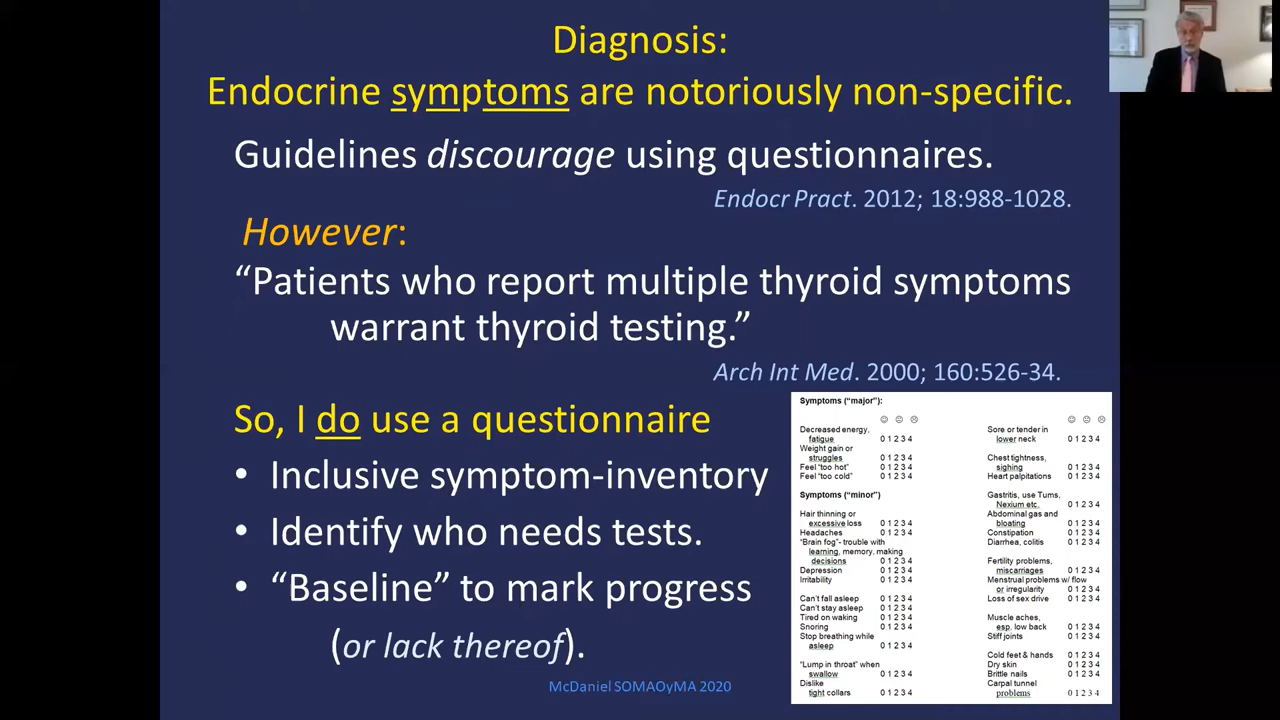 Diagnosis:
Endocrine symptoms are notoriously non-specific.
Guidelines discourage using questionnaires.
Endocr Pract. 2012; 18:988-1028.
However:
“Patients who report multiple thyroid symptoms
warrant thyroid testing.”
Arch Int Med. 2000; 160:526-34.
So, I do use a questionnaire
• Inclusive symptom-inventory
• Identify who needs tests.
• “Baseline” to mark progress
(or lack thereof).
McDaniel SOMAOyMA 2020
Symptoms (“major”):
Decreased energy,
fatigue 0 1 2 3 4
Weight gain or
struggles 0 1 2 3 4
Feel “too hot” 0 1 2 3 4
Feel “too cold” 0 1 2 3 4
Symptoms (“minor”)
Hair thinning or
excessive loss 0 1 2 3 4
Headaches 0 1 2 3 4
“Brain fog”- trouble with
learning, memory, making
decisions 0 1 2 3 4
Depression 0 1 2 3 4
Irritability 0 1 2 3 4
Can’t fall asleep 0 1 2 3 4
Can’t stay asleep 0 1 2 3 4
Tired on waking 0 1 2 3 4
Snoring 0 1 2 3 4
Stop breathing while
asleep 0 1 2 3 4
“Lump in throat” when
swallow 0 1 2 3 4
Dislike
tight collars 0 1 2 3 4
Sore or tender in
lower neck 0 1 2 3 4
Chest tightness,
sighing 0 1 2 3 4
Heart palpitations 0 1 2 3 4
Gastritis, use Tums,
Nexium etc. 0 1 2 3 4
Abdominal gas and
bloating 0 1 2 3 4
Constipation 0 1 2 3 4
Diarrhea, colitis 0 1 2 3 4
Fertility problems,
miscarriages 0 1 2 3 4
Menstrual problems w/ flow
or irregularity 0 1 2 3 4
Loss of sex drive 0 1 2 3 4
Muscle aches,
esp. low back 0 1 2 3 4
Stiff joints 0 1 2 3 4
Cold feet & hands 0 1 2 3 4
Dry skin 0 1 2 3 4
Brittle nails 0 1 2 3 4
Carpal tunnel
problems 0 1 2 3 4